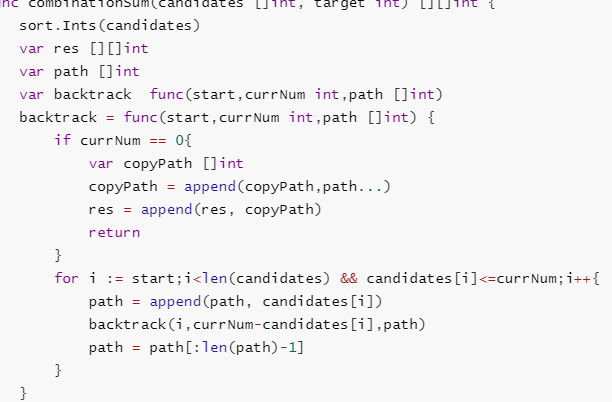 func combinationSum(candidates []int, target int) [][]int {
sort.Ints(candidates)
var res [][]int
var path []int
var backtrack  func(start,currNum int,path []int)
backtrack = func(start,currNum int,path []int) {
if currNum == 0{
var copyPath []int
copyPath = append(copyPath,path...)
res = append(res, copyPath)
return
}
for i := start;i<len(candidates) && candidates[i]<=currNum;i++{
path = append(path, candidates[i])
backtrack(i,currNum-candidates[i],path)
path = path[:len(path)-1]
}
}